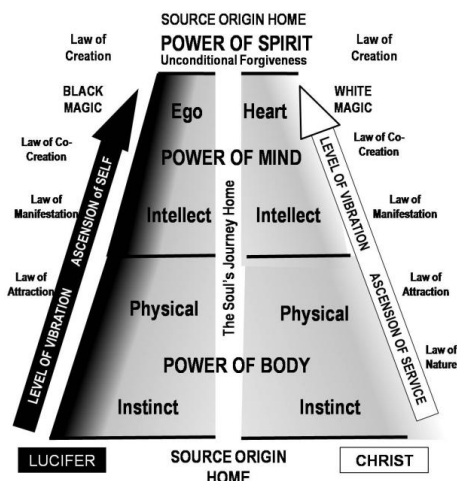 SOURCE ORIGIN HOME
Law of
Creation
POWER OF SPIRIT
Unconditional Forgiveness
Law of
Creation
BLACK
MAGIC
WHITE
MAGIC
Ego
Heart
Law of Co-
Creation
Law of Co-
Creation
POWER OF MIND
Law of
Manifestation
Intellect
Intellect
Law of
Manifestation
LEVEL OF VIBRATION ASCENSION of SELF
The Soul's Journey Home
LEVEL OF VIBRATION ASCENSION OF SERVICE
Law of
Attraction
Physical
Physical
Law of
Attraction
POWER OF BODY
Law of
Nature
Instinct
Instinct
LUCIFER
SOURCE ORIGIN
HOME
CHRIST